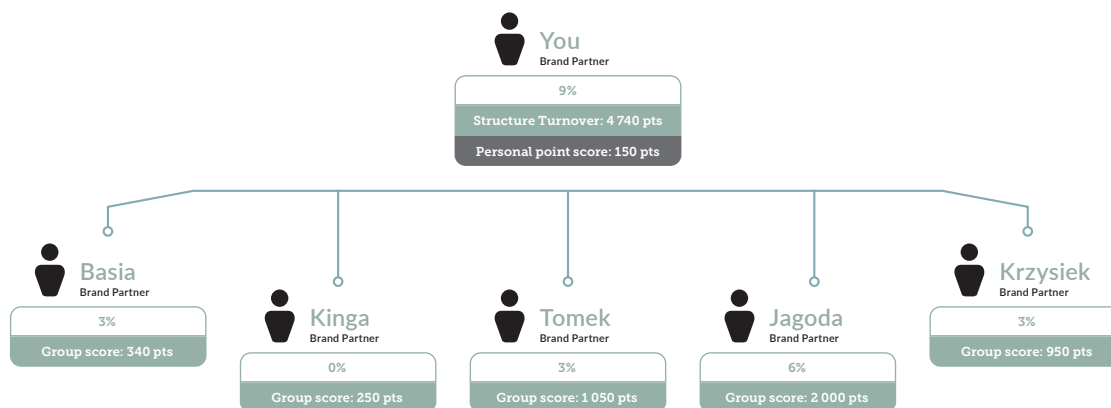 You
Brand Partner
9%
Structure Turnover: 4 740 pts
Personal point score: 150 pts
Basia
Brand Partner
3%
Group score: 340 pts
Kinga
Brand Partner
0%
Group score: 250 pts
Tomek
Brand Partner
3%
Group score: 1 050 pts
Jagoda
Brand Partner
6%
Group score: 2 000 pts
Krzysiek
Brand Partner
3%
Group score: 950 pts